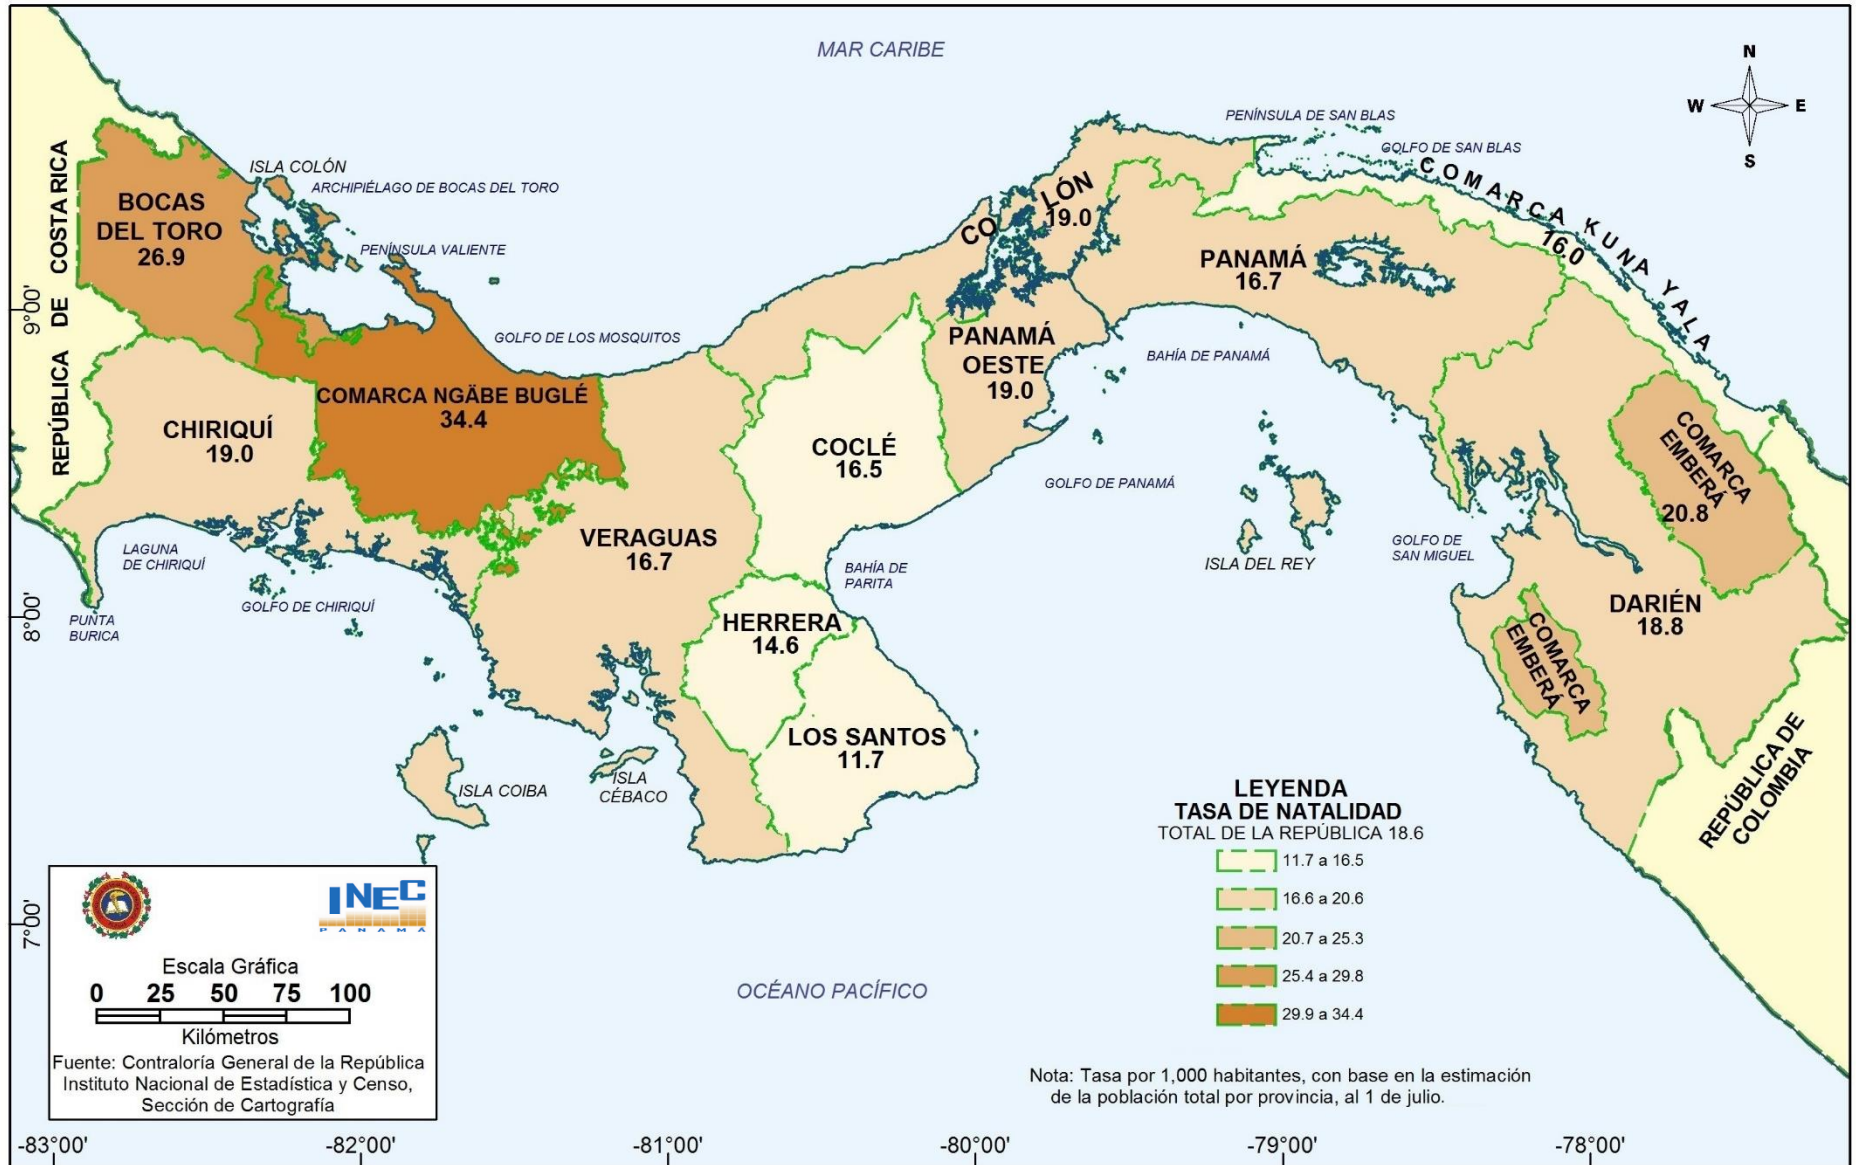 MAR CARIBE
N
W E
S
PENÍNSULA DE SAN BLAS
GOLFO DE SAN BLAS
COMARCA KUNA YALA
16.0
REPÚBLICA DE COSTA RICA
ISLA COLÓN
ARCHIPIÉLAGO DE BOCAS DEL TORO
BOCAS
DEL TORO
26.9
PENÍNSULA VALIENTE
GOLFO DE LOS MOSQUITOS
COLÓN
19.0
PANAMÁ
16.7
PANAMÁ
OESTE
19.0
BAHÍA DE PANAMÁ
COMARCA NGÄBE BUGLÉ
34.4
CHIRIQUÍ
19.0
COCLÉ
16.5
GOLFO DE PANAMÁ
COMARCA
EMBERÁ
20.8
VERAGUAS
16.7
LAGUNA
DE CHIRIQUÍ
GOLFO DE CHIRIQUÍ
PUNTA
BURICA
BAHÍA DE
PARITA
ISLA DEL REY
GOLFO DE
SAN MIGUEL
DARIÉN
18.8
COMARCA
EMBERÁ
HERRERA
14.6
LOS SANTOS
11.7
ISLA COIBA
ISLA
CÉBACO
REPÚBLICA DE
COLOMBIA
LEYENDA
TASA DE NATALIDAD
TOTAL DE LA REPÚBLICA 18.6
11.7 a 16.5
16.6 a 20.6
20.7 a 25.3
25.4 a 29.8
29.9 a 34.4
OCÉANO PACÍFICO
INEC
PANAMÁ
Escala Gráfica
0 25 50 75 100
Kilómetros
Fuente: Contraloría General de la República
Instituto Nacional de Estadística y Censo,
Sección de Cartografía
Nota: Tasa por 1,000 habitantes, con base en la estimación
de la población total por provincia, al 1 de julio.
9°00'
8°00'
7°00'
-83°00' -82°00' -81°00' -80°00' -79°00' -78°00'